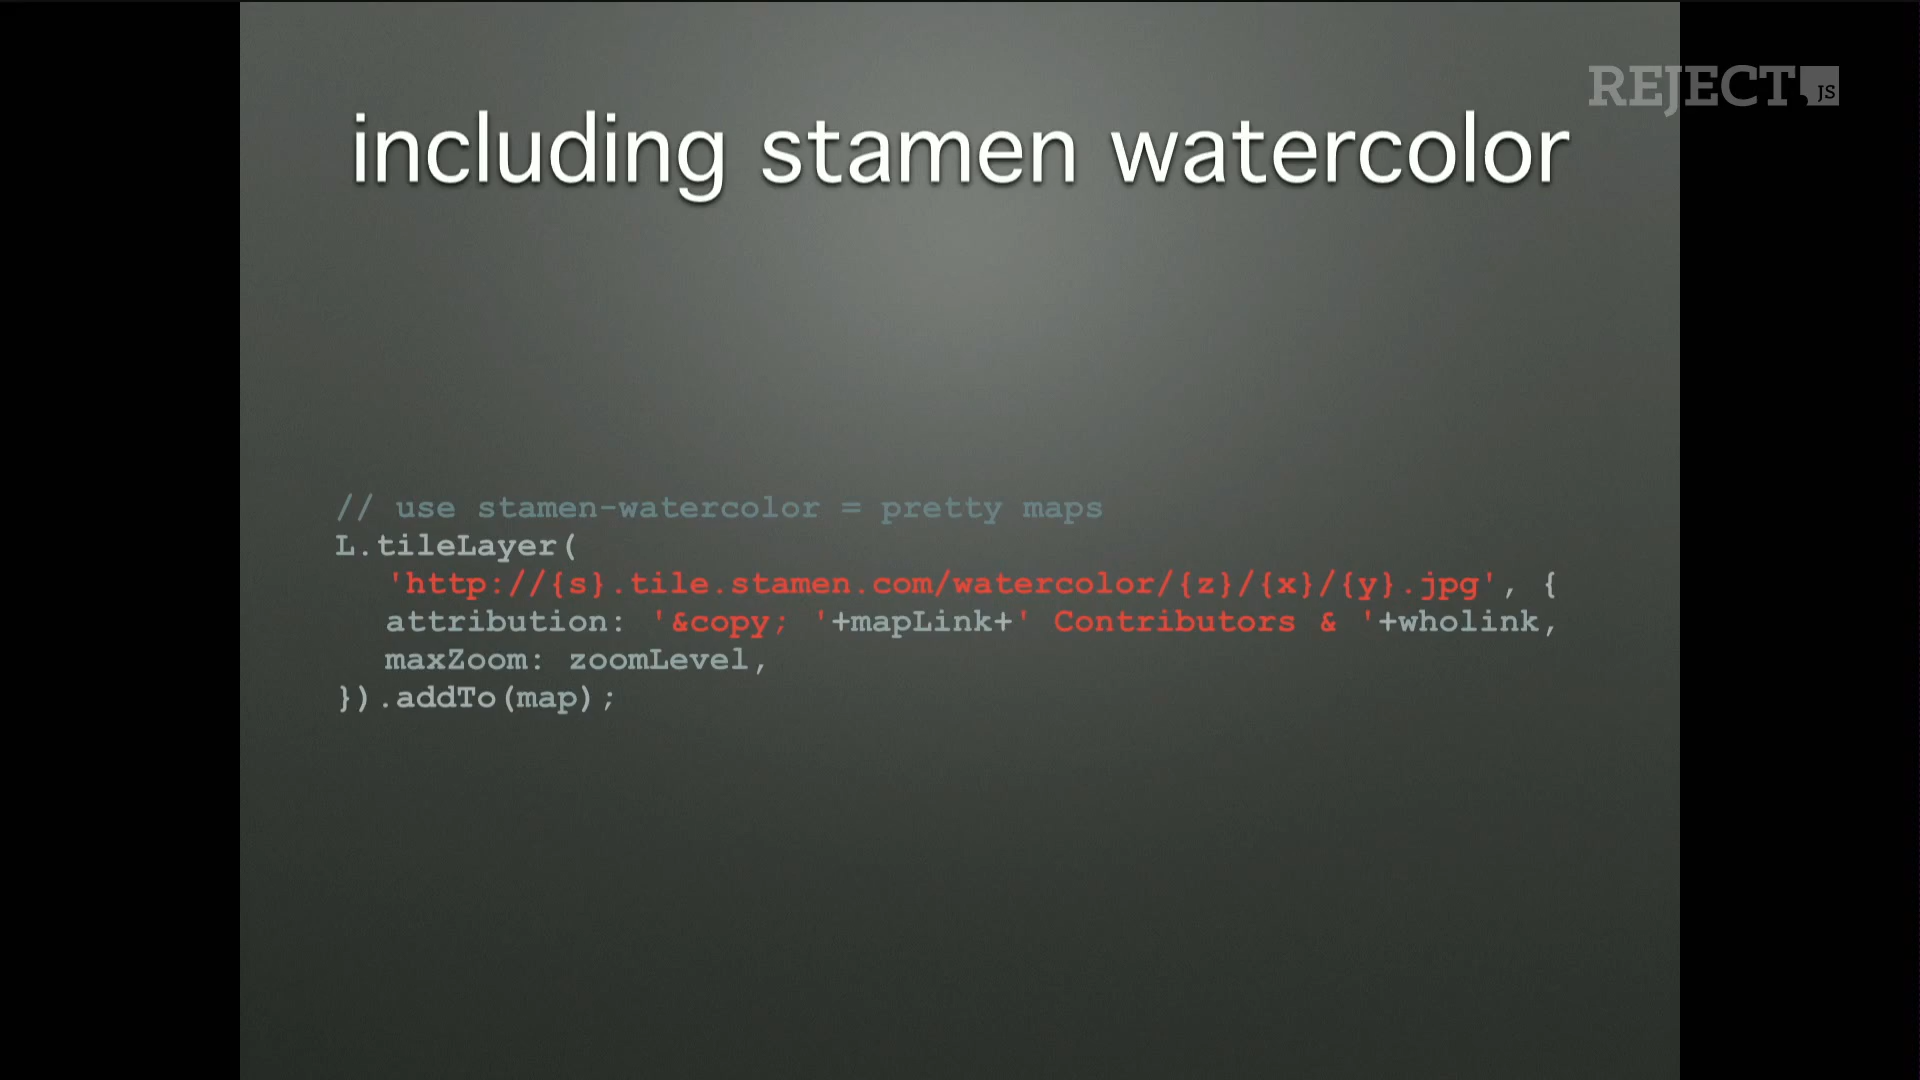 REJECT.JS
including stamen watercolor
// use stamen-watercolor = pretty maps
L.tileLayer(
'http://{s}.tile.stamen.com/watercolor/{z}/{x}/{y}.jpg', {
attribution: '&copy; '+mapLink+' Contributors & '+wholink,
maxZoom: zoomLevel,
}).addTo(map);